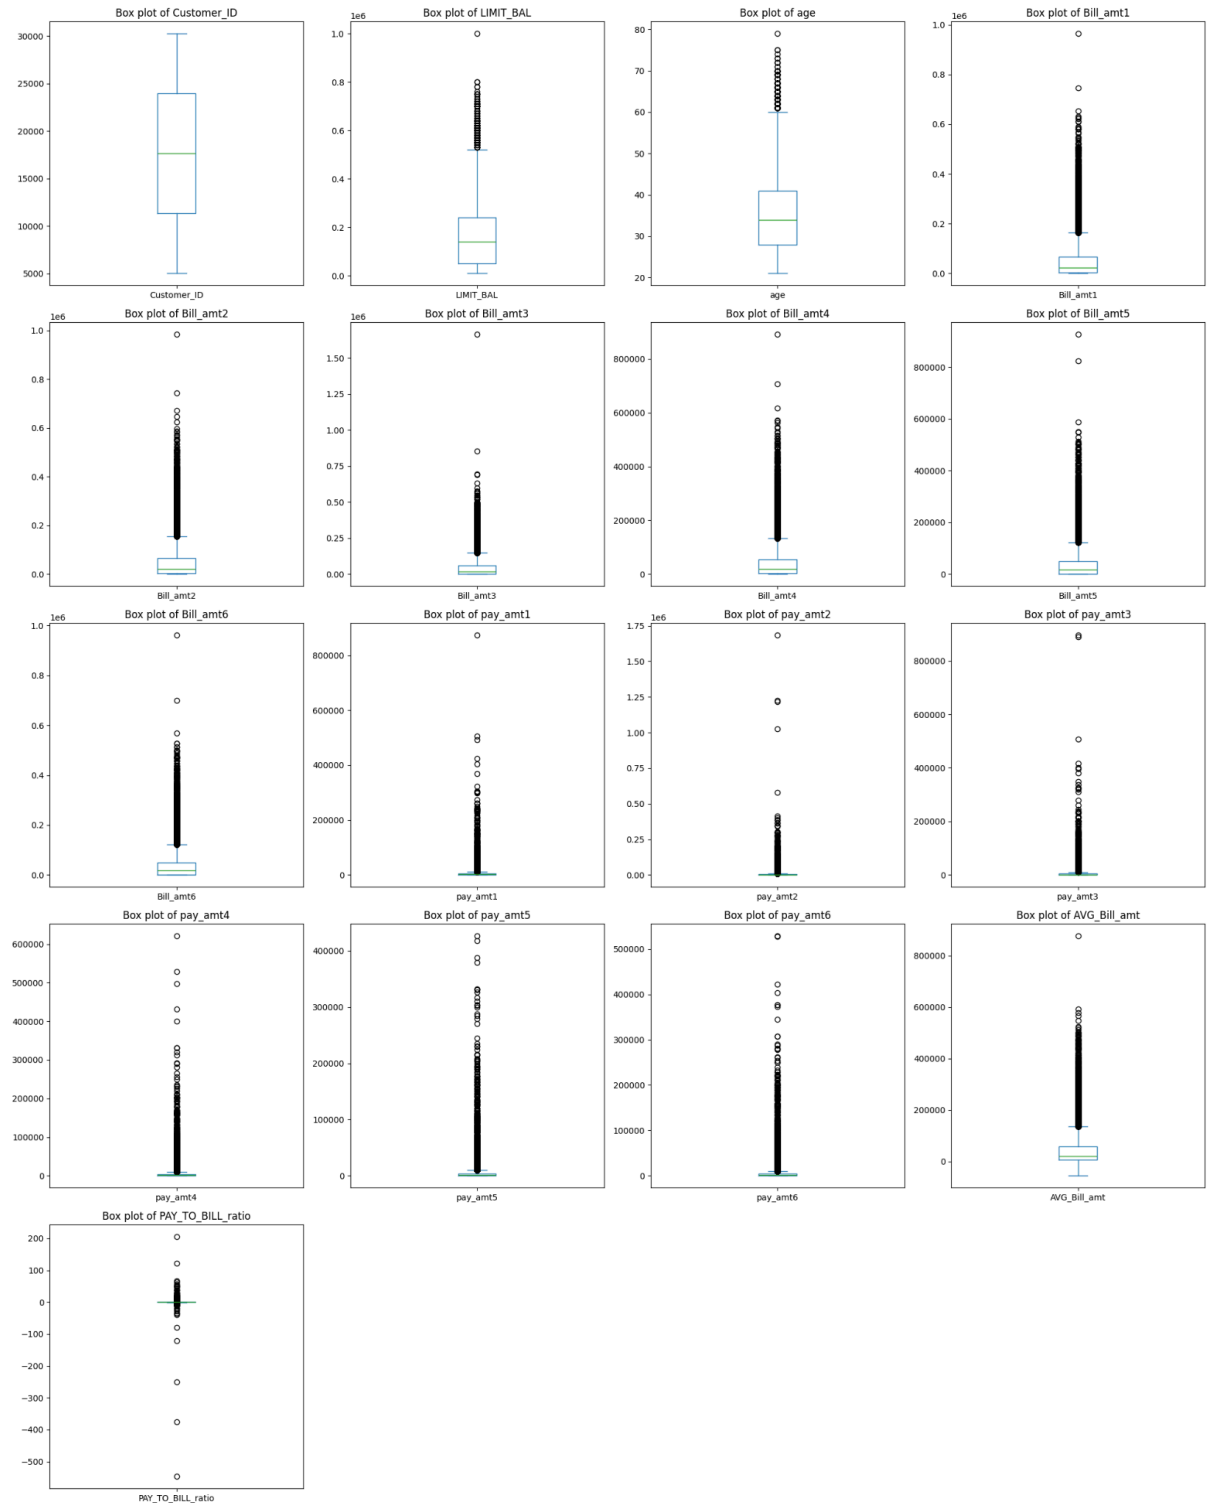 Box plot of Customer_ID
30000
25000
20000
15000
10000
5000
Customer_ID
Box plot of LIMIT_BAL
1e6
1.0
0.8
0.6
0.4
0.2
0.0
LIMIT_BAL
Box plot of age
80
70
60
50
40
30
20
age
Box plot of Bill_amt1
1e6
1.0
0.8
0.6
0.4
0.2
0.0
Bill_amt1
Box plot of Bill_amt2
1e6
1.0
0.8
0.6
0.4
0.2
0.0
Bill_amt2
Box plot of Bill_amt3
1e6
1.50
1.25
1.00
0.75
0.50
0.25
0.00
Bill_amt3
Box plot of Bill_amt4
800000
600000
400000
200000
0
Bill_amt4
Box plot of Bill_amt5
800000
600000
400000
200000
0
Bill_amt5
Box plot of Bill_amt6
1e6
1.0
0.8
0.6
0.4
0.2
0.0
Bill_amt6
Box plot of pay_amt1
800000
600000
400000
200000
0
pay_amt1
Box plot of pay_amt2
1e6
1.75
1.50
1.25
1.00
0.75
0.50
0.25
0.00
pay_amt2
Box plot of pay_amt3
800000
600000
400000
200000
0
pay_amt3
Box plot of pay_amt4
600000
500000
400000
300000
200000
100000
0
pay_amt4
Box plot of pay_amt5
400000
300000
200000
100000
0
pay_amt5
Box plot of pay_amt6
500000
400000
300000
200000
100000
0
pay_amt6
Box plot of AVG_Bill_amt
800000
600000
400000
200000
0
AVG_Bill_amt
Box plot of PAY_TO_BILL_ratio
200
100
0
−100
−200
−300
−400
−500
PAY_TO_BILL_ratio